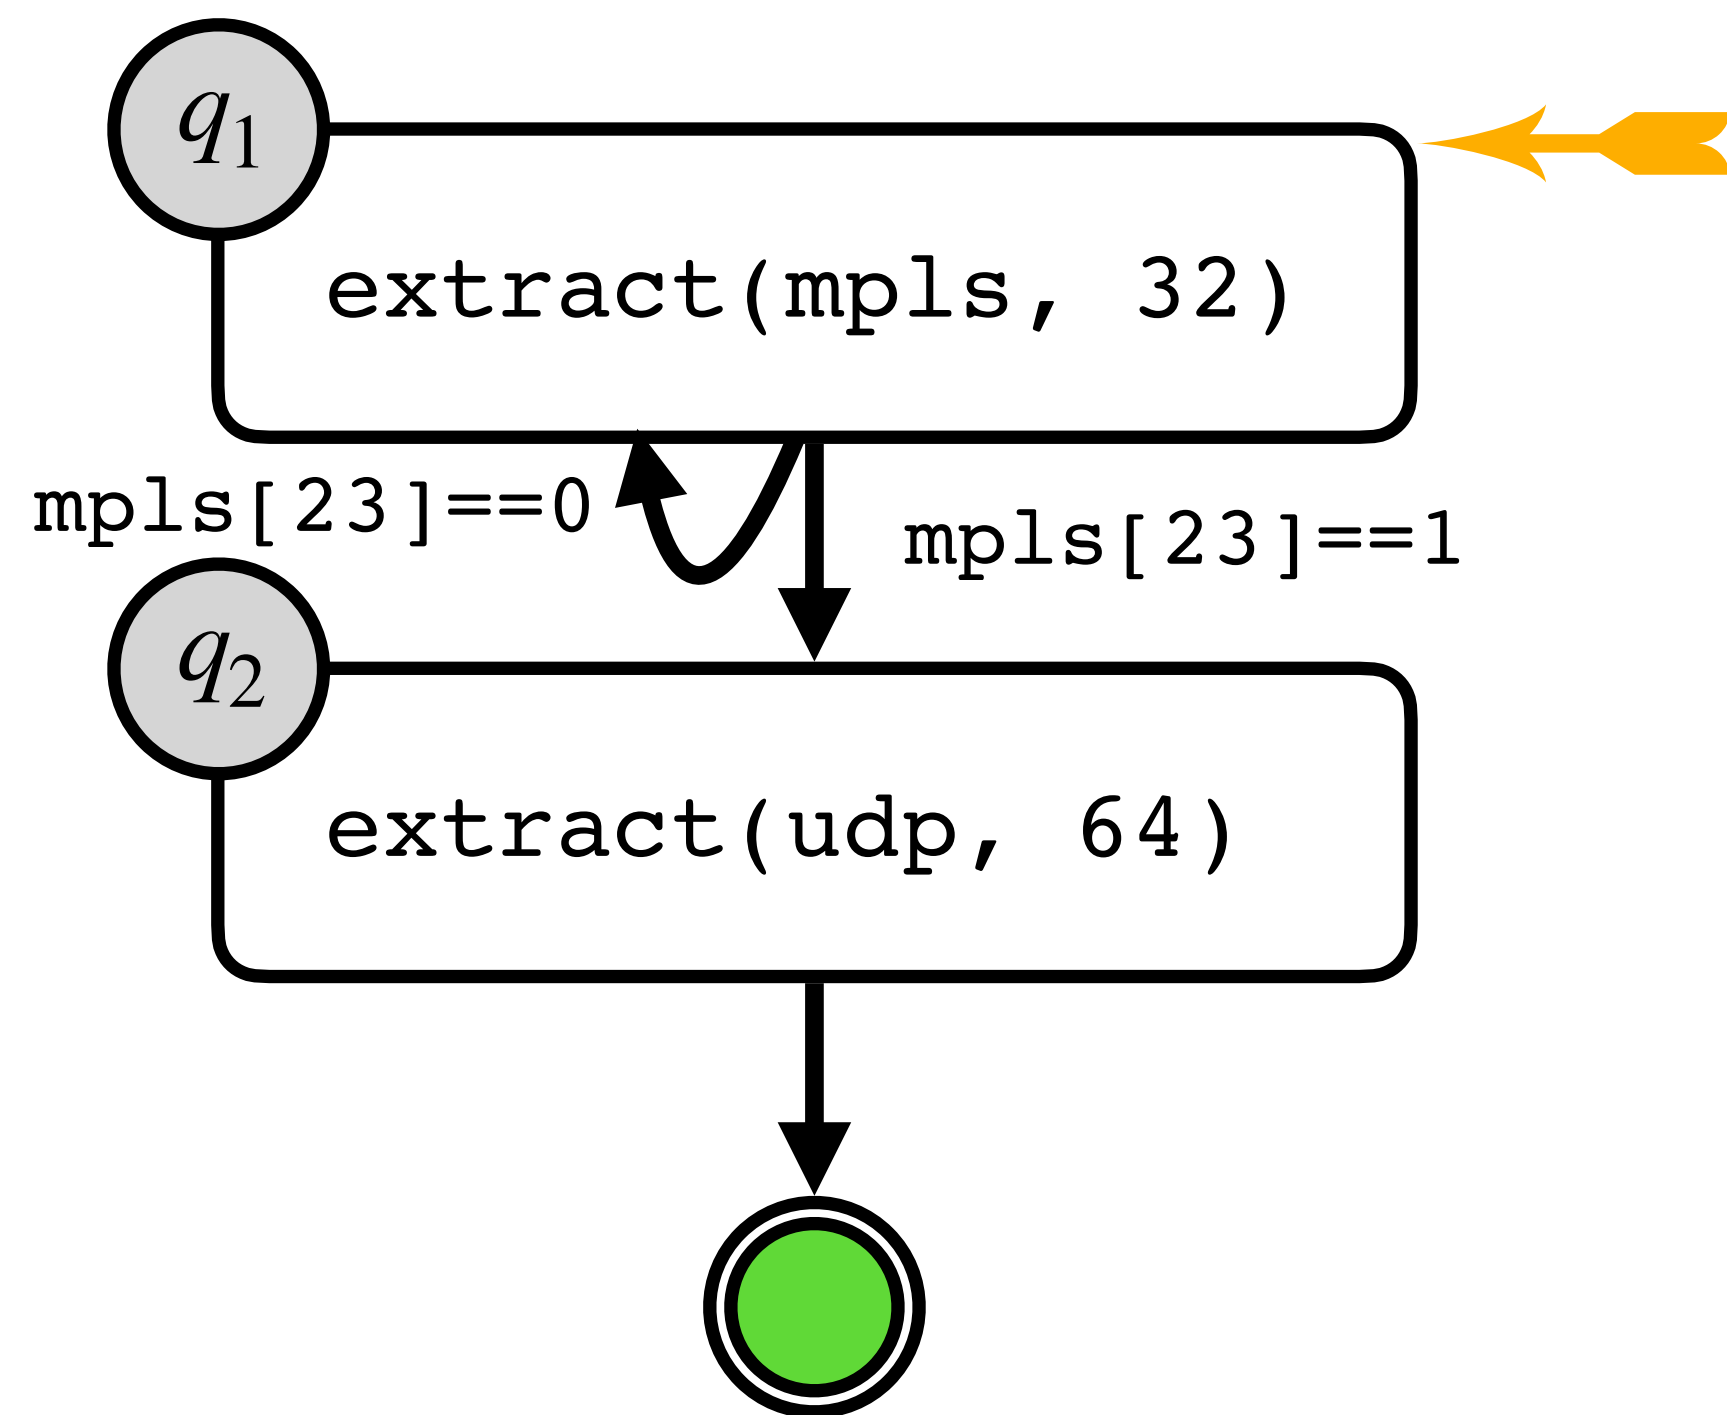 q1
extract(mpls, 32)
mpls[23]==0
mpls[23]==1
q2
extract(udp, 64)